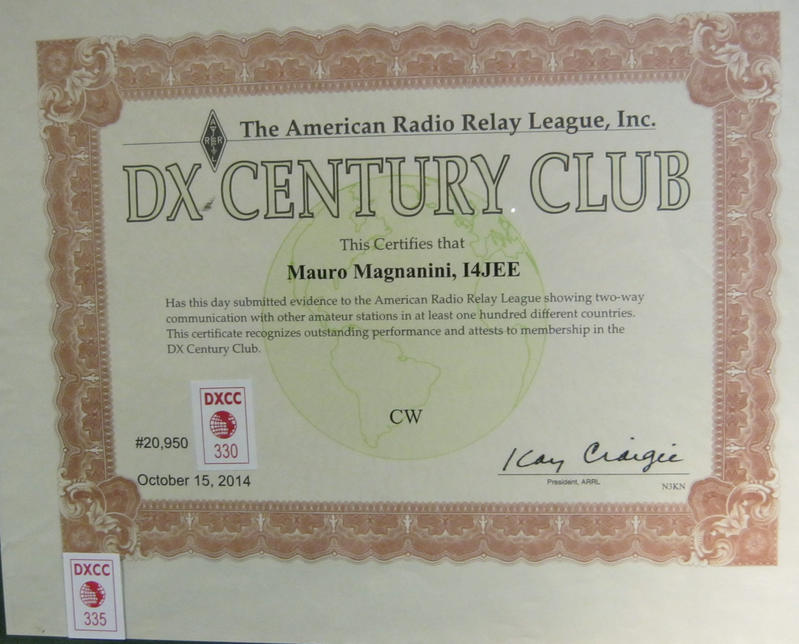 The American Radio Relay League, Inc.
ARRL
DX CENTURY CLUB
This Certifies that
Mauro Magnanini, I4JEE
Has this day submitted evidence to the American Radio Relay League showing two-way
communication with other amateur stations in at least one hundred different countries.
This certificate recognizes outstanding performance and attests to membership in the
DX Century Club.
CW
DXCC
330
#20,950
October 15, 2014
Kay Craigie
President, ARRL
N3KN
DXCC
335